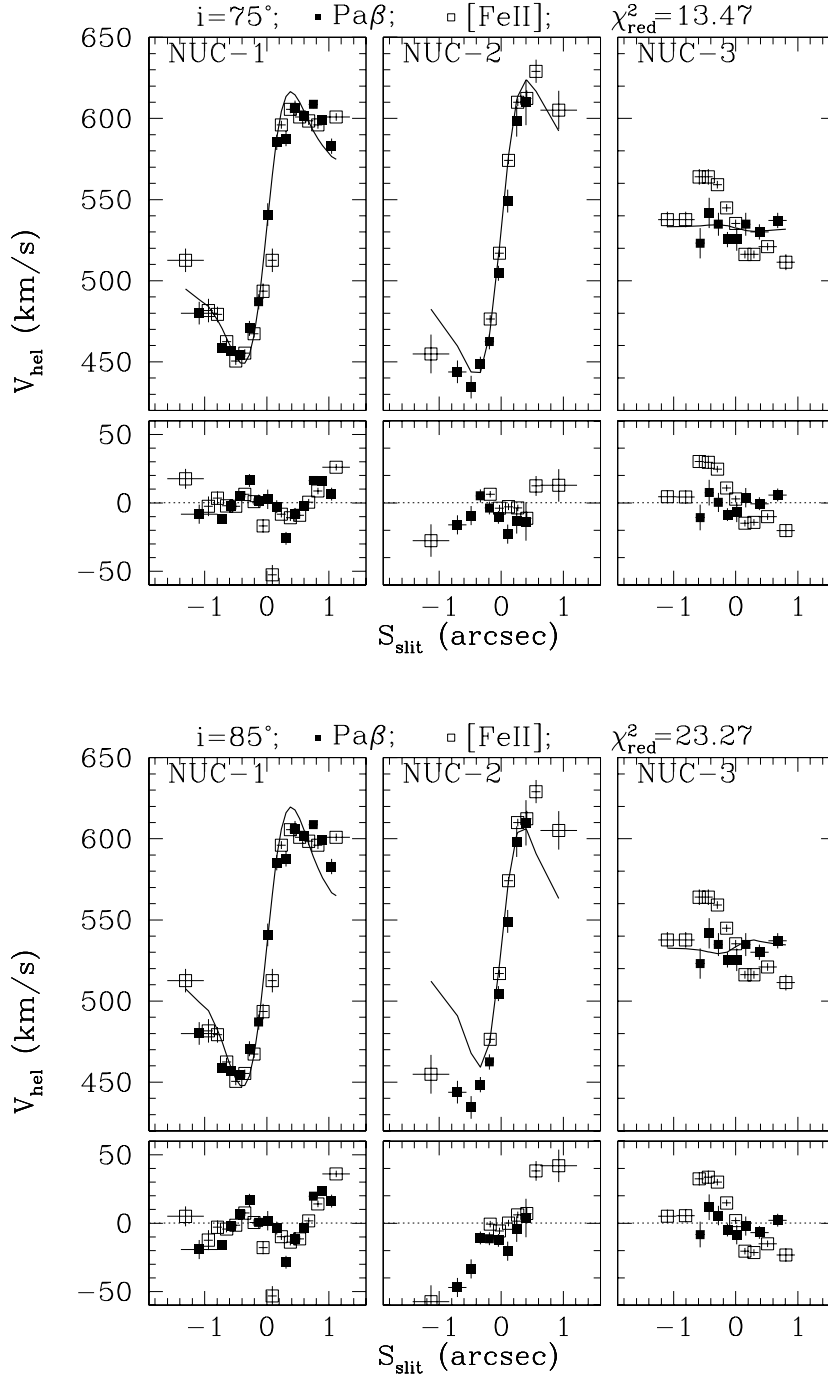 i=75°; ▪ Paβ; ▫ [FeII]; χ²red=13.47
NUC-1 NUC-2 NUC-3
650
600
550
500
450
Vhel (km/s)
50
0
−50
−1 0 1 −1 0 1 −1 0 1
Sslit (arcsec)
i=85°; ▪ Paβ; ▫ [FeII]; χ²red=23.27
NUC-1 NUC-2 NUC-3
650
600
550
500
450
Vhel (km/s)
50
0
−50
−1 0 1 −1 0 1 −1 0 1
Sslit (arcsec)